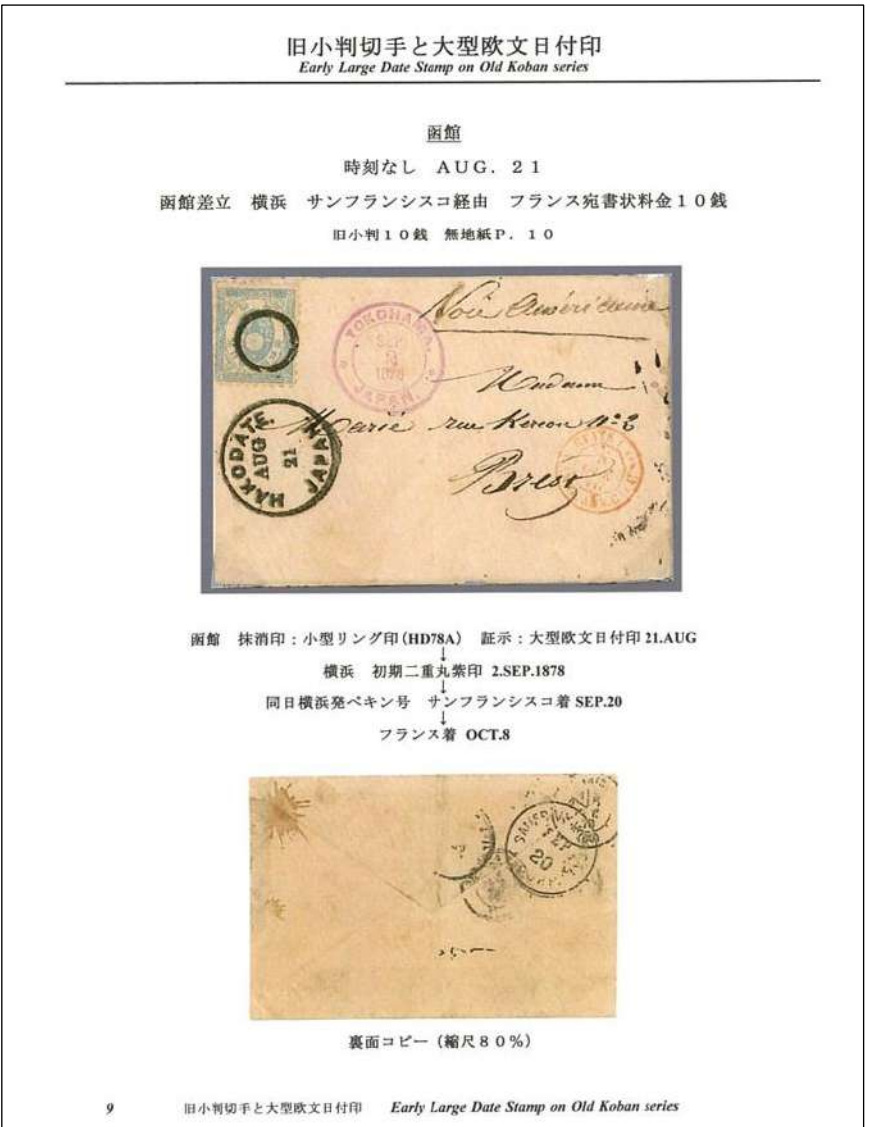 旧小判切手と大型欧文日付印
Early Large Date Stamp on Old Koban series
函館
時刻なし AUG. 21
函館差立 横浜 サンフランシスコ経由 フランス宛書状料金10銭
旧小判10銭 無地紙P. 10
Voie Américaine
YOKOHAMA.
SEP
1878
JAPAN.
Madame
Marie rue Kerion Nº
Brest
HAKODATE.
AUG
21
JAPAN
函館 抹消印:小型リング印(HD78A) 証示:大型欧文日付印 21.AUG
↓
横浜 初期二重丸紫印 2.SEP.1878
↓
同日横浜発ペキン号 サンフランシスコ着 SEP.20
↓
フランス着 OCT.8
SEP
20
裏面コピー(縮尺80%)
9 旧小判切手と大型欧文日付印 Early Large Date Stamp on Old Koban series